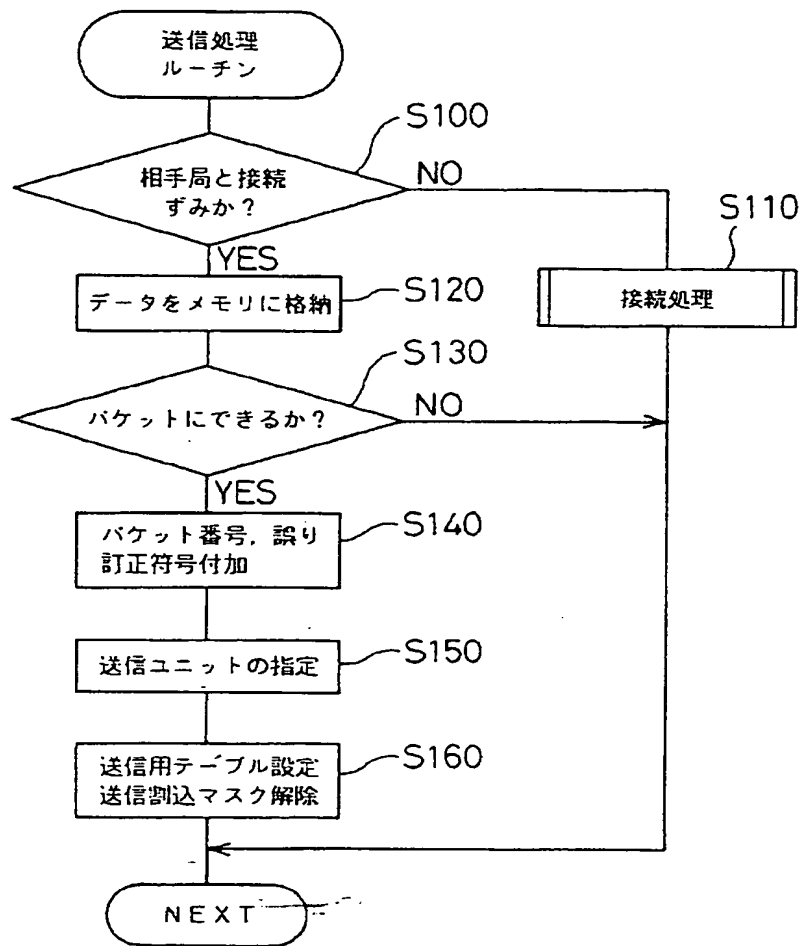 送信処理
ルーチン
S100
相手局と接続
ずみか？
NO
YES
S110
接続処理
データをメモリに格納
S120
S130
パケットにできるか？
NO
YES
パケット番号，誤り
訂正符号付加
S140
送信ユニットの指定
S150
送信用テーブル設定
送信割込マスク解除
S160
NEXT